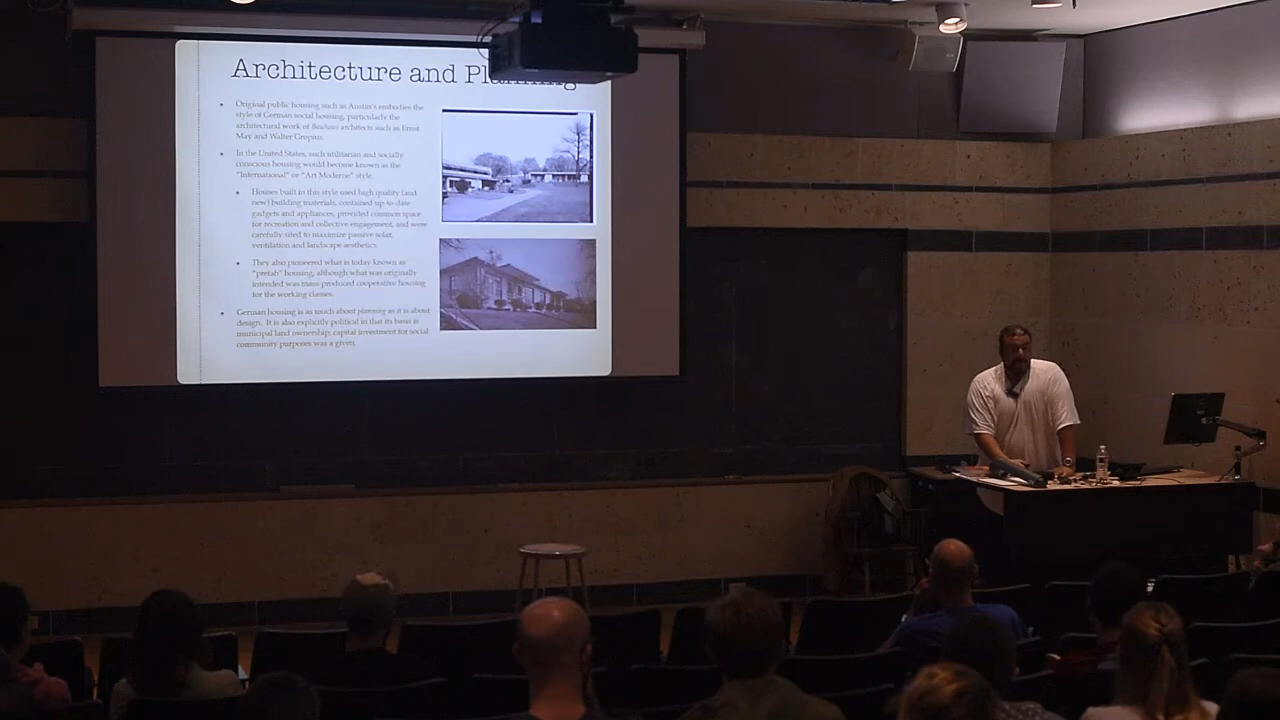 Architecture and Planning
Original public housing such as Austin's embodies the
style of German social housing, particularly the
architectural work of Bauhaus architects such as Ernst
May and Walter Gropius.
In the United States, such utilitarian and socially
conscious housing would become known as the
"International" or "Art Moderne" style.
Houses built in this style used high quality (and
new) building materials, contained up-to-date
gadgets and appliances, provided common space
for recreation and collective engagement, and were
carefully sited to maximize passive solar,
ventilation and landscape aesthetics.
They also pioneered what is today known as
"prefab" housing, although what was originally
intended was mass-produced cooperative housing
for the working classes.
German housing is as much about planning as it is about
design. It is also explicitly political in that its basis is
municipal land ownership; capital investment for social
community purposes was a given.